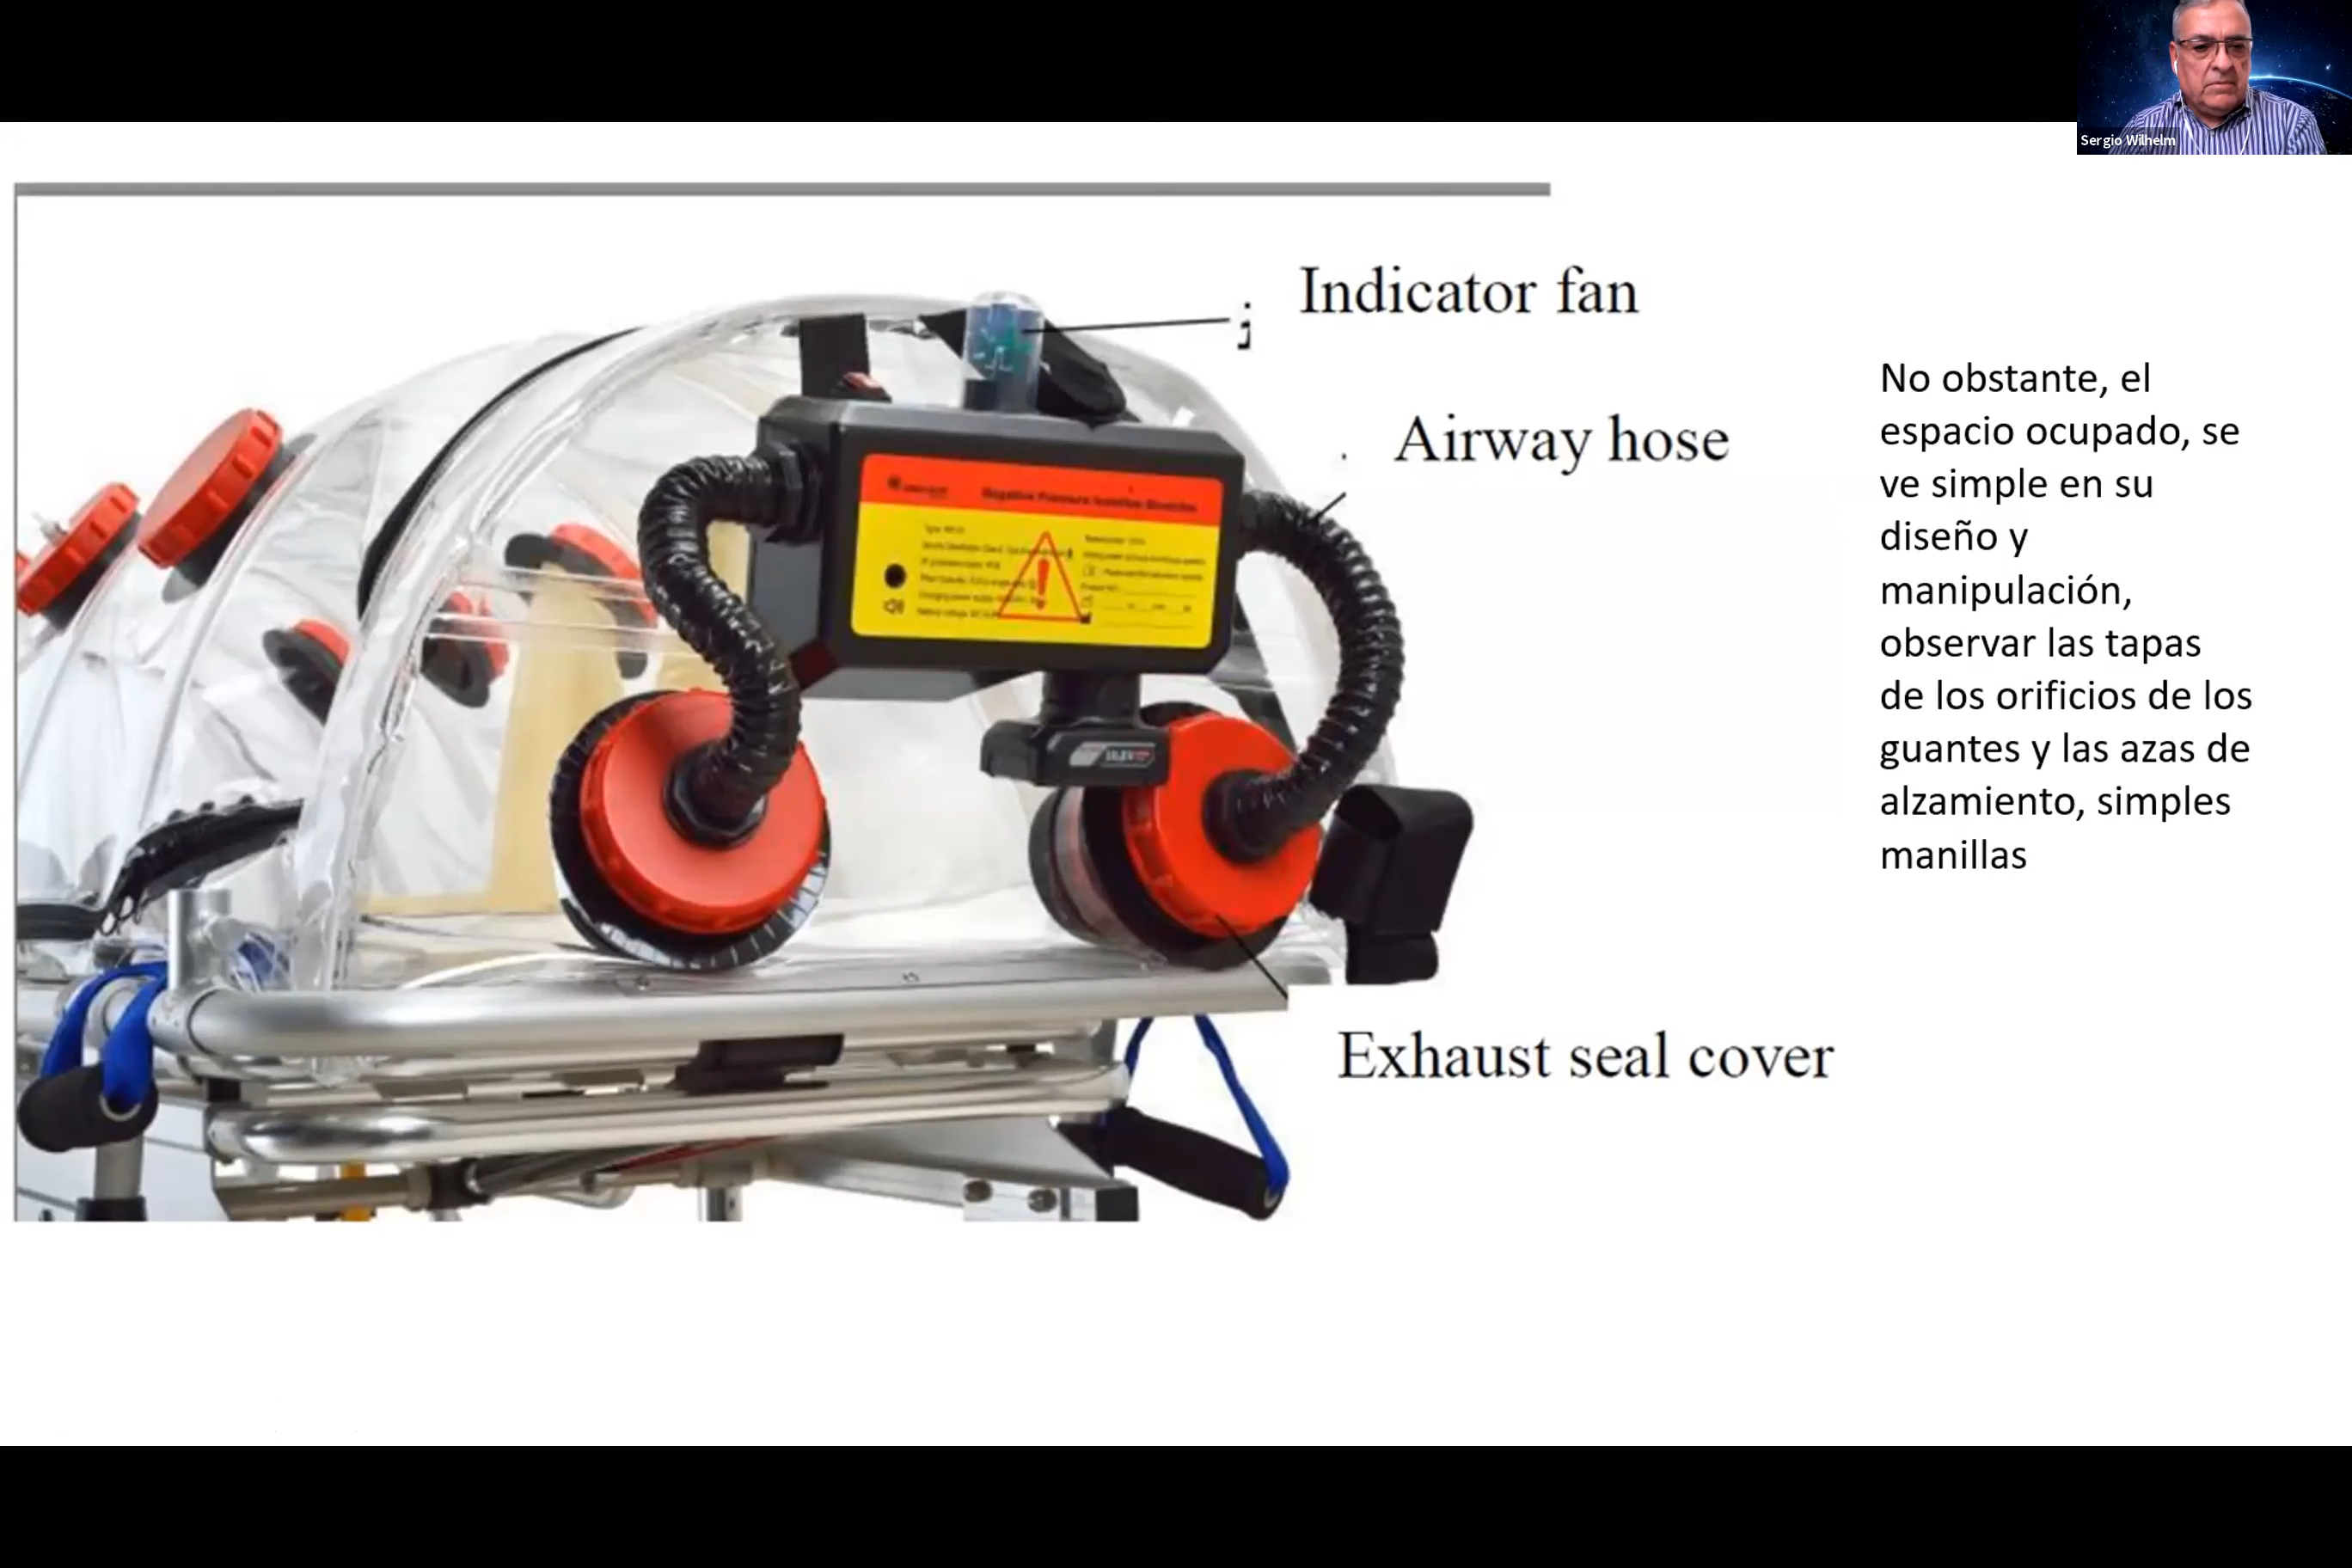 Sergio Wilhelm
Indicator fan
Airway hose
Negative Pressure Isolation Stretcher
No obstante, el
espacio ocupado, se
ve simple en su
diseño y
manipulación,
observar las tapas
de los orificios de los
guantes y las azas de
alzamiento, simples
manillas
Exhaust seal cover